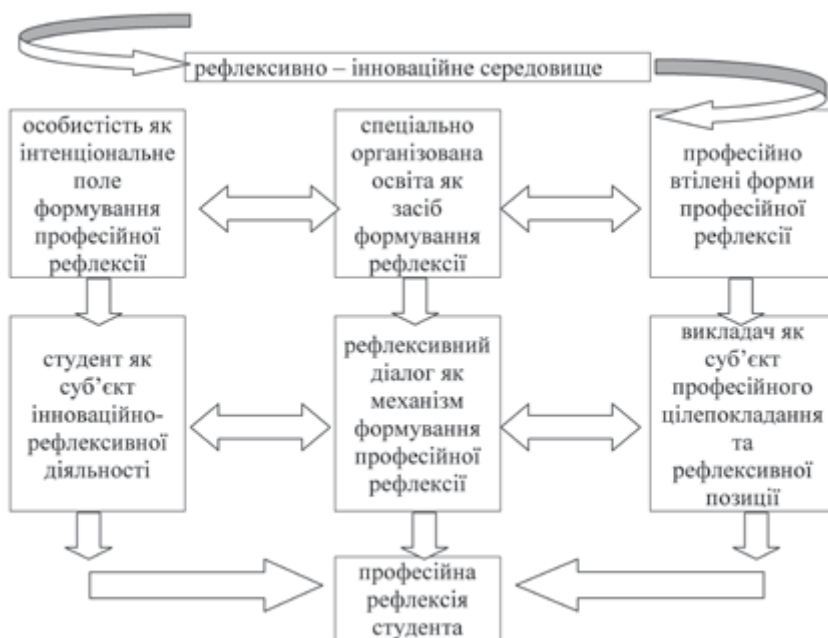 рефлексивно – інноваційне середовище
особистість як
інтенціональне
поле
формування
професійної
рефлексії
спеціально
організована
освіта як
засіб
формування
рефлексії
професійно
втілені форми
професійної
рефлексії
студент як
суб’єкт
інноваційно-
рефлексивної
діяльності
рефлексивний
діалог як
механізм
формування
професійної
рефлексії
викладач як
суб’єкт
професійного
цілепокладання
та
рефлексивної
позиції
професійна
рефлексія
студента